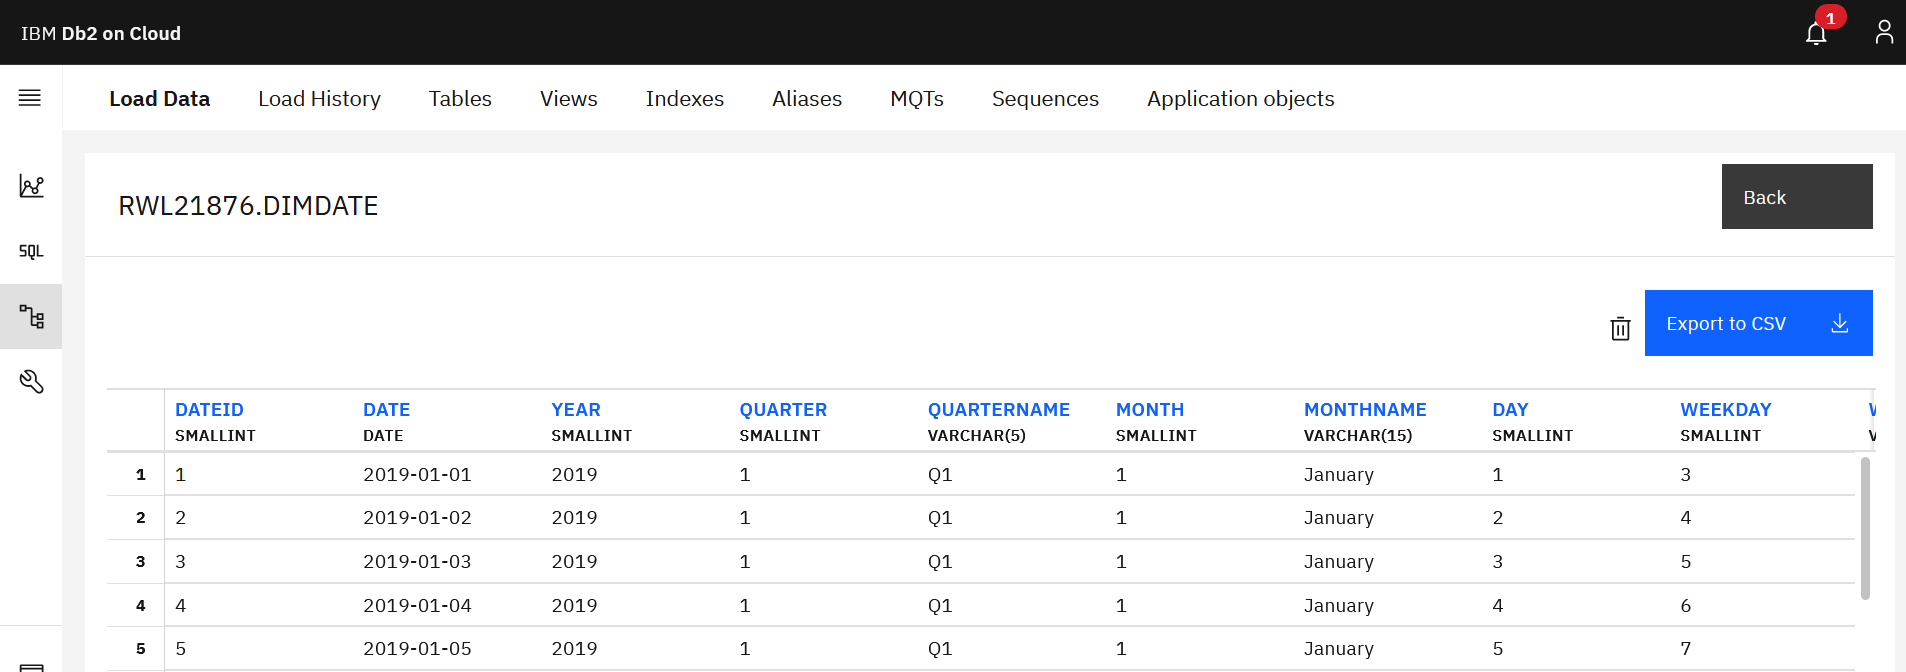 IBM Db2 on Cloud
1
Load Data Load History Tables Views Indexes Aliases MQTs Sequences Application objects
RWL21876.DIMDATE
Back
SQL
Export to CSV
DATEID DATE YEAR QUARTER QUARTERNAME MONTH MONTHNAME DAY WEEKDAY
SMALLINT DATE SMALLINT SMALLINT VARCHAR(5) SMALLINT VARCHAR(15) SMALLINT SMALLINT
1 1 2019-01-01 2019 1 Q1 1 January 1 3
2 2 2019-01-02 2019 1 Q1 1 January 2 4
3 3 2019-01-03 2019 1 Q1 1 January 3 5
4 4 2019-01-04 2019 1 Q1 1 January 4 6
5 5 2019-01-05 2019 1 Q1 1 January 5 7